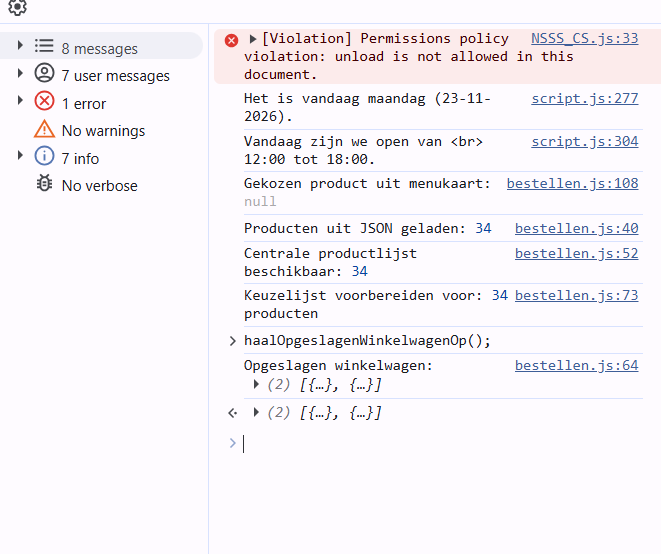 8 messages
7 user messages
1 error
No warnings
7 info
No verbose
[Violation] Permissions policy NSSS_CS.js:33
violation: unload is not allowed in this
document.
Het is vandaag maandag (23-11- script.js:277
2026).
Vandaag zijn we open van <br> script.js:304
12:00 tot 18:00.
Gekozen product uit menukaart: bestellen.js:108
null
Producten uit JSON geladen: 34 bestellen.js:40
Centrale productlijst bestellen.js:52
beschikbaar: 34
Keuzelijst voorbereiden voor: 34 bestellen.js:73
producten
haalOpgeslagenWinkelwagenOp();
Opgeslagen winkelwagen: bestellen.js:64
(2) [{…}, {…}]
(2) [{…}, {…}]